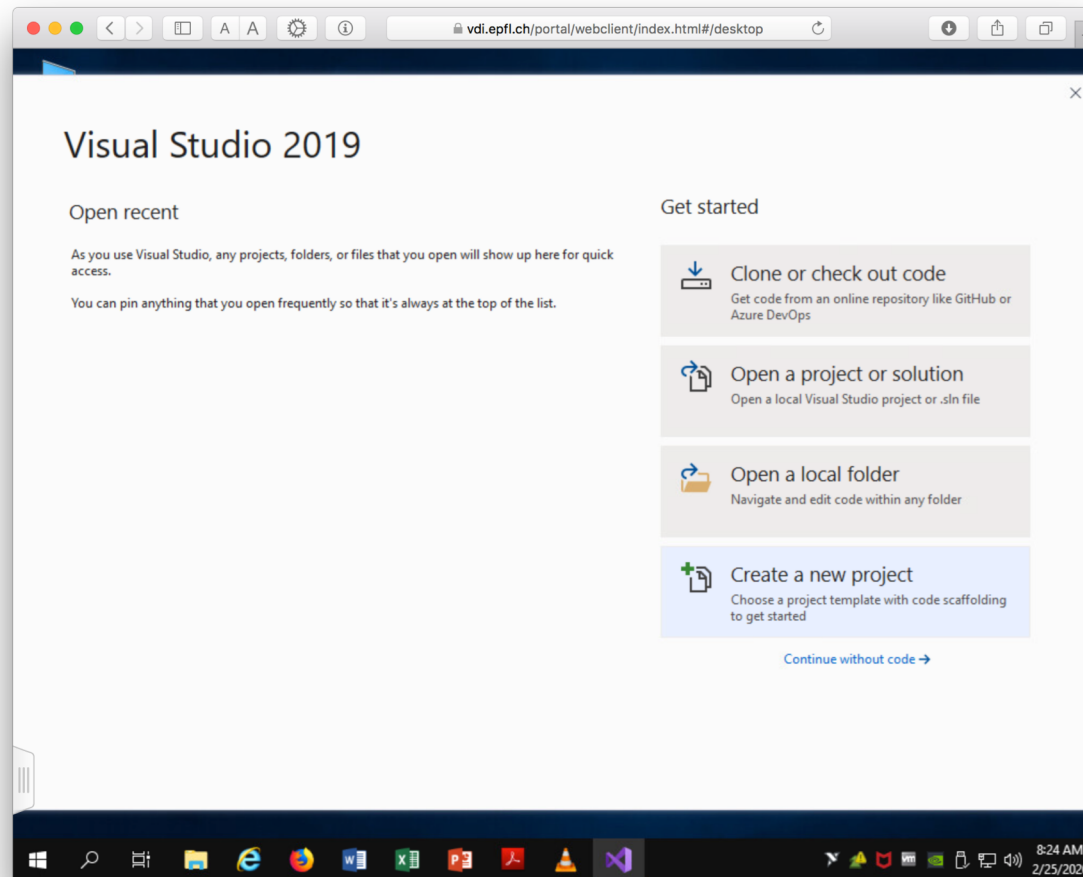 A A
vdi.epfl.ch/portal/webclient/index.html#/desktop
Visual Studio 2019
Open recent
As you use Visual Studio, any projects, folders, or files that you open will show up here for quick
access.
You can pin anything that you open frequently so that it's always at the top of the list.
Get started
Clone or check out code
Get code from an online repository like GitHub or
Azure DevOps
Open a project or solution
Open a local Visual Studio project or .sln file
Open a local folder
Navigate and edit code within any folder
Create a new project
Choose a project template with code scaffolding
to get started
Continue without code →
8:24 AM
2/25/202